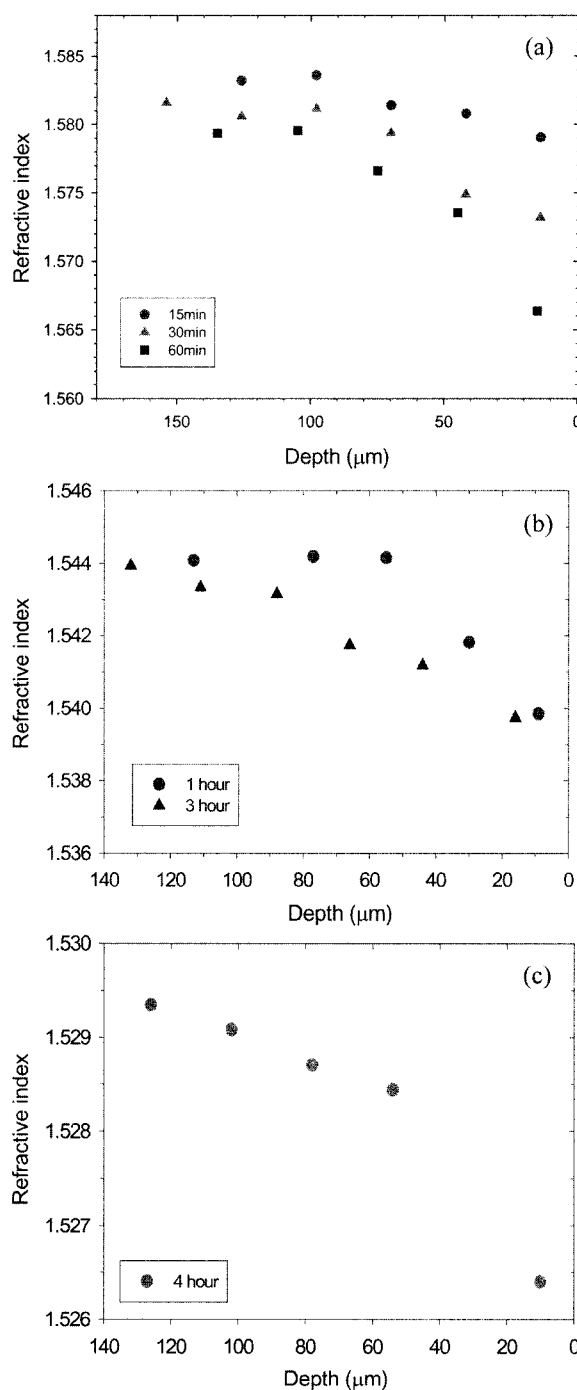 (a)
Refractive index
1.585
1.580
1.575
1.570
1.565
1.560
15min
30min
60min
150 100 50 0
Depth (μm)
(b)
Refractive index
1.546
1.544
1.542
1.540
1.538
1.536
1 hour
3 hour
140 120 100 80 60 40 20 0
Depth (μm)
(c)
Refractive index
1.530
1.529
1.528
1.527
1.526
4 hour
140 120 100 80 60 40 20 0
Depth (μm)